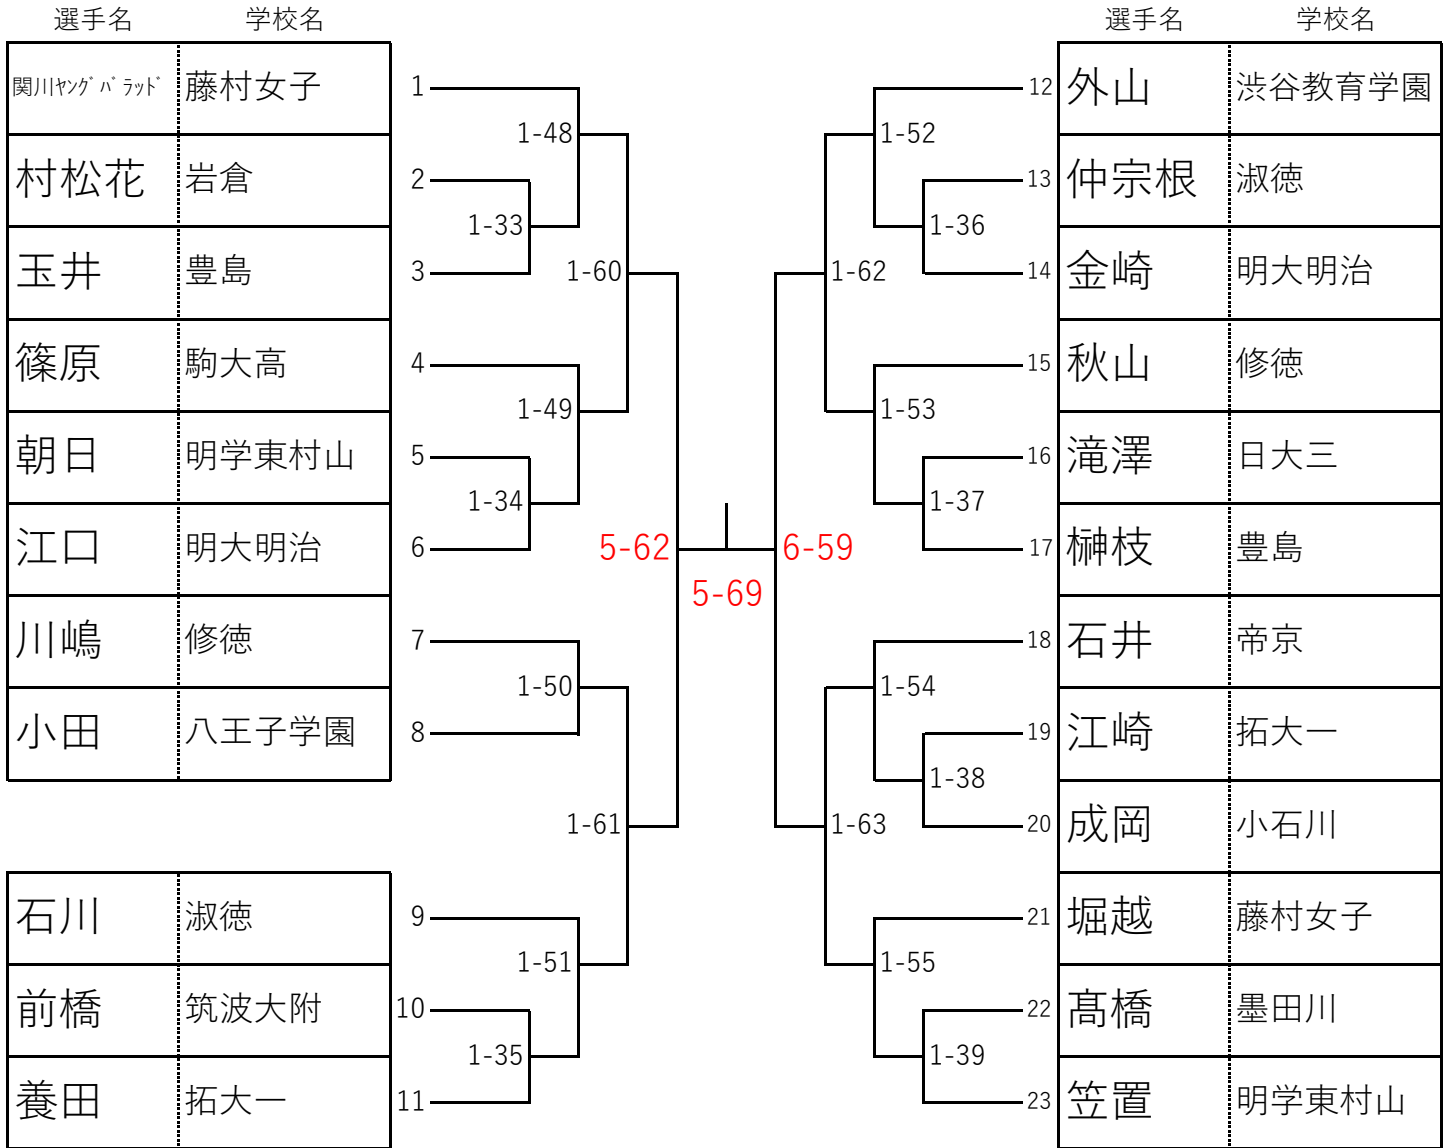 選手名 学校名 選手名 学校名
関川ﾔﾝｸﾞﾊﾞﾗｯﾄﾞ 藤村女子 1 12 外山 渋谷教育学園
1-48 1-52
村松花 岩倉 2 13 仲宗根 淑徳
1-33 1-36
玉井 豊島 3 1-60 1-62 14 金崎 明大明治
篠原 駒大高 4 15 秋山 修徳
1-49 1-53
朝日 明学東村山 5 16 滝澤 日大三
1-34 1-37
江口 明大明治 6 5-62 6-59 17 榊枝 豊島
5-69
川嶋 修徳 7 18 石井 帝京
1-50 1-54
小田 八王子学園 8 19 江崎 拓大一
1-38
1-61 1-63 20 成岡 小石川
石川 淑徳 9 21 堀越 藤村女子
1-51 1-55
前橋 筑波大附 10 22 髙橋 墨田川
1-35 1-39
養田 拓大一 11 23 笠置 明学東村山